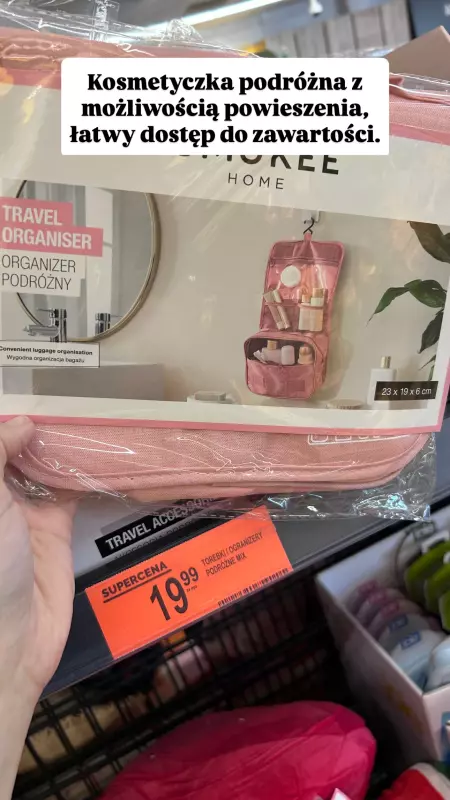 Kosmetyczka podróżna z
możliwością powieszenia,
łatwy dostęp do zawartości.
HOME
TRAVEL
ORGANISER
ORGANIZER
PODRÓŻNY
Convenient luggage organisation
Wygodna organizacja bagażu
23 x 19 x 6 cm
TRAVEL
SUPERCENA
19 99
TOREBKI I ORGANIZERY
PODRÓŻNE MIX